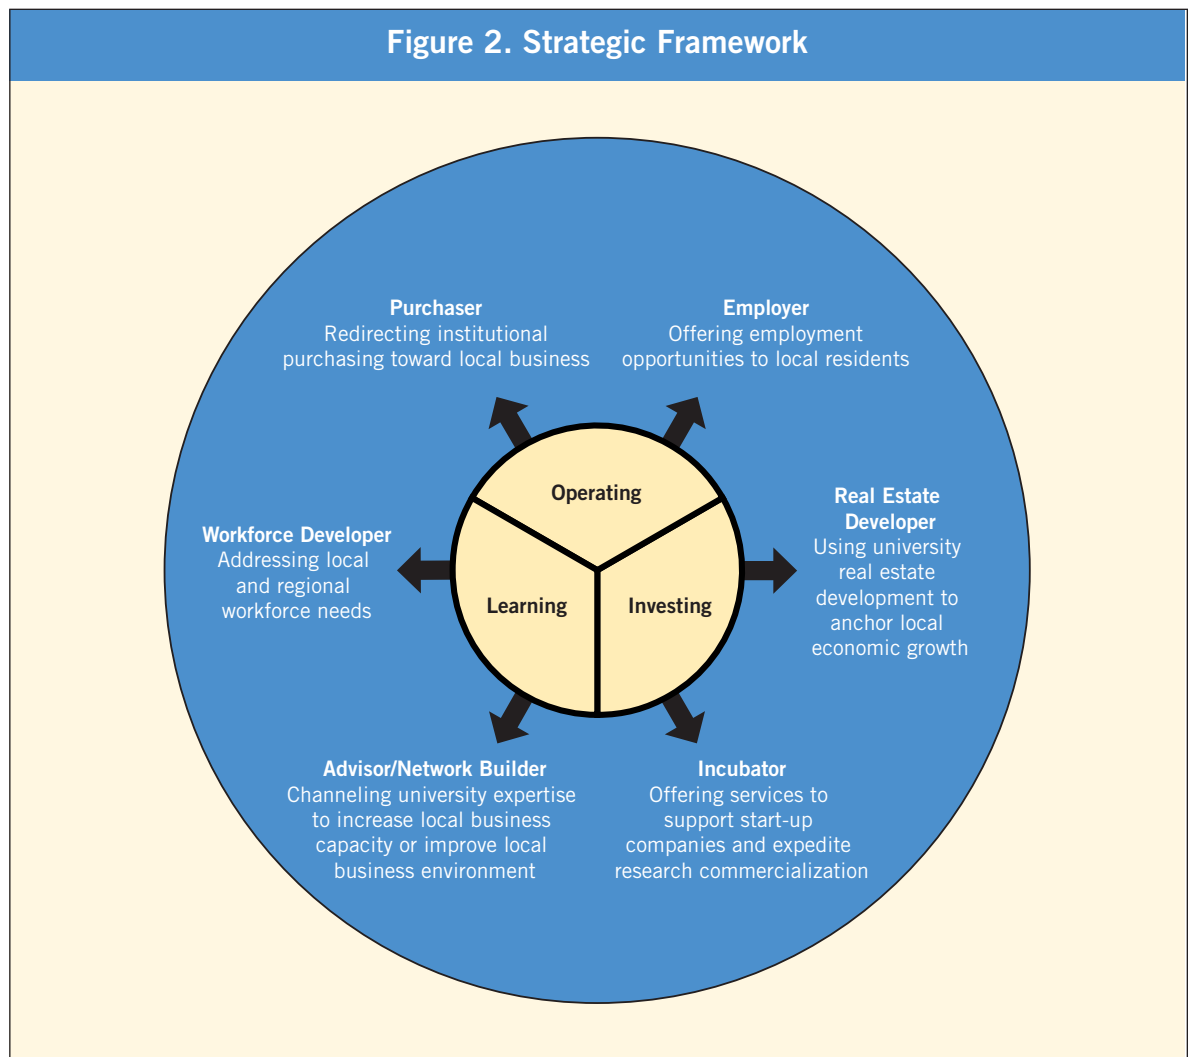 Figure 2. Strategic Framework
Purchaser
Redirecting institutional
purchasing toward local business
Employer
Offering employment
opportunities to local residents
Operating
Real Estate
Developer
Using university
real estate
development to
anchor local
economic growth
Workforce Developer
Addressing local
and regional
workforce needs
Learning
Investing
Advisor/Network Builder
Channeling university expertise
to increase local business
capacity or improve local
business environment
Incubator
Offering services to
support start-up
companies and expedite
research commercialization